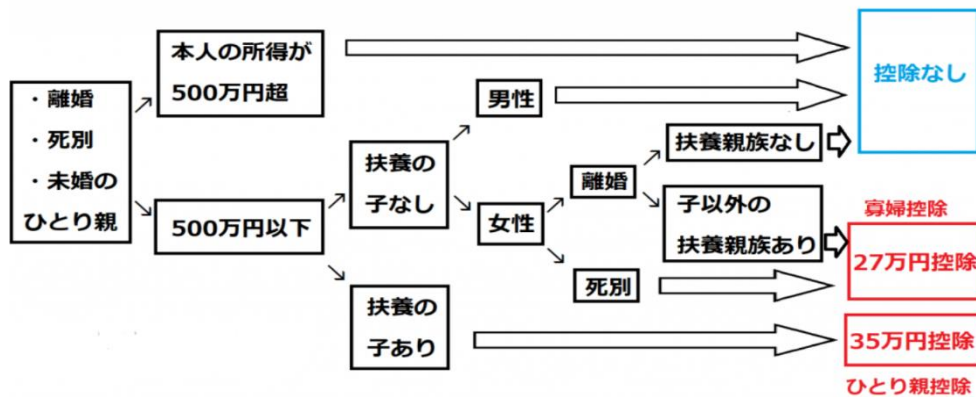 ・離婚
・死別
・未婚の
ひとり親
本人の所得が
500万円超
500万円以下
扶養の
子なし
扶養の
子あり
男性
女性
離婚
死別
扶養親族なし
子以外の
扶養親族あり
控除なし
寡婦控除
27万円控除
35万円控除
ひとり親控除